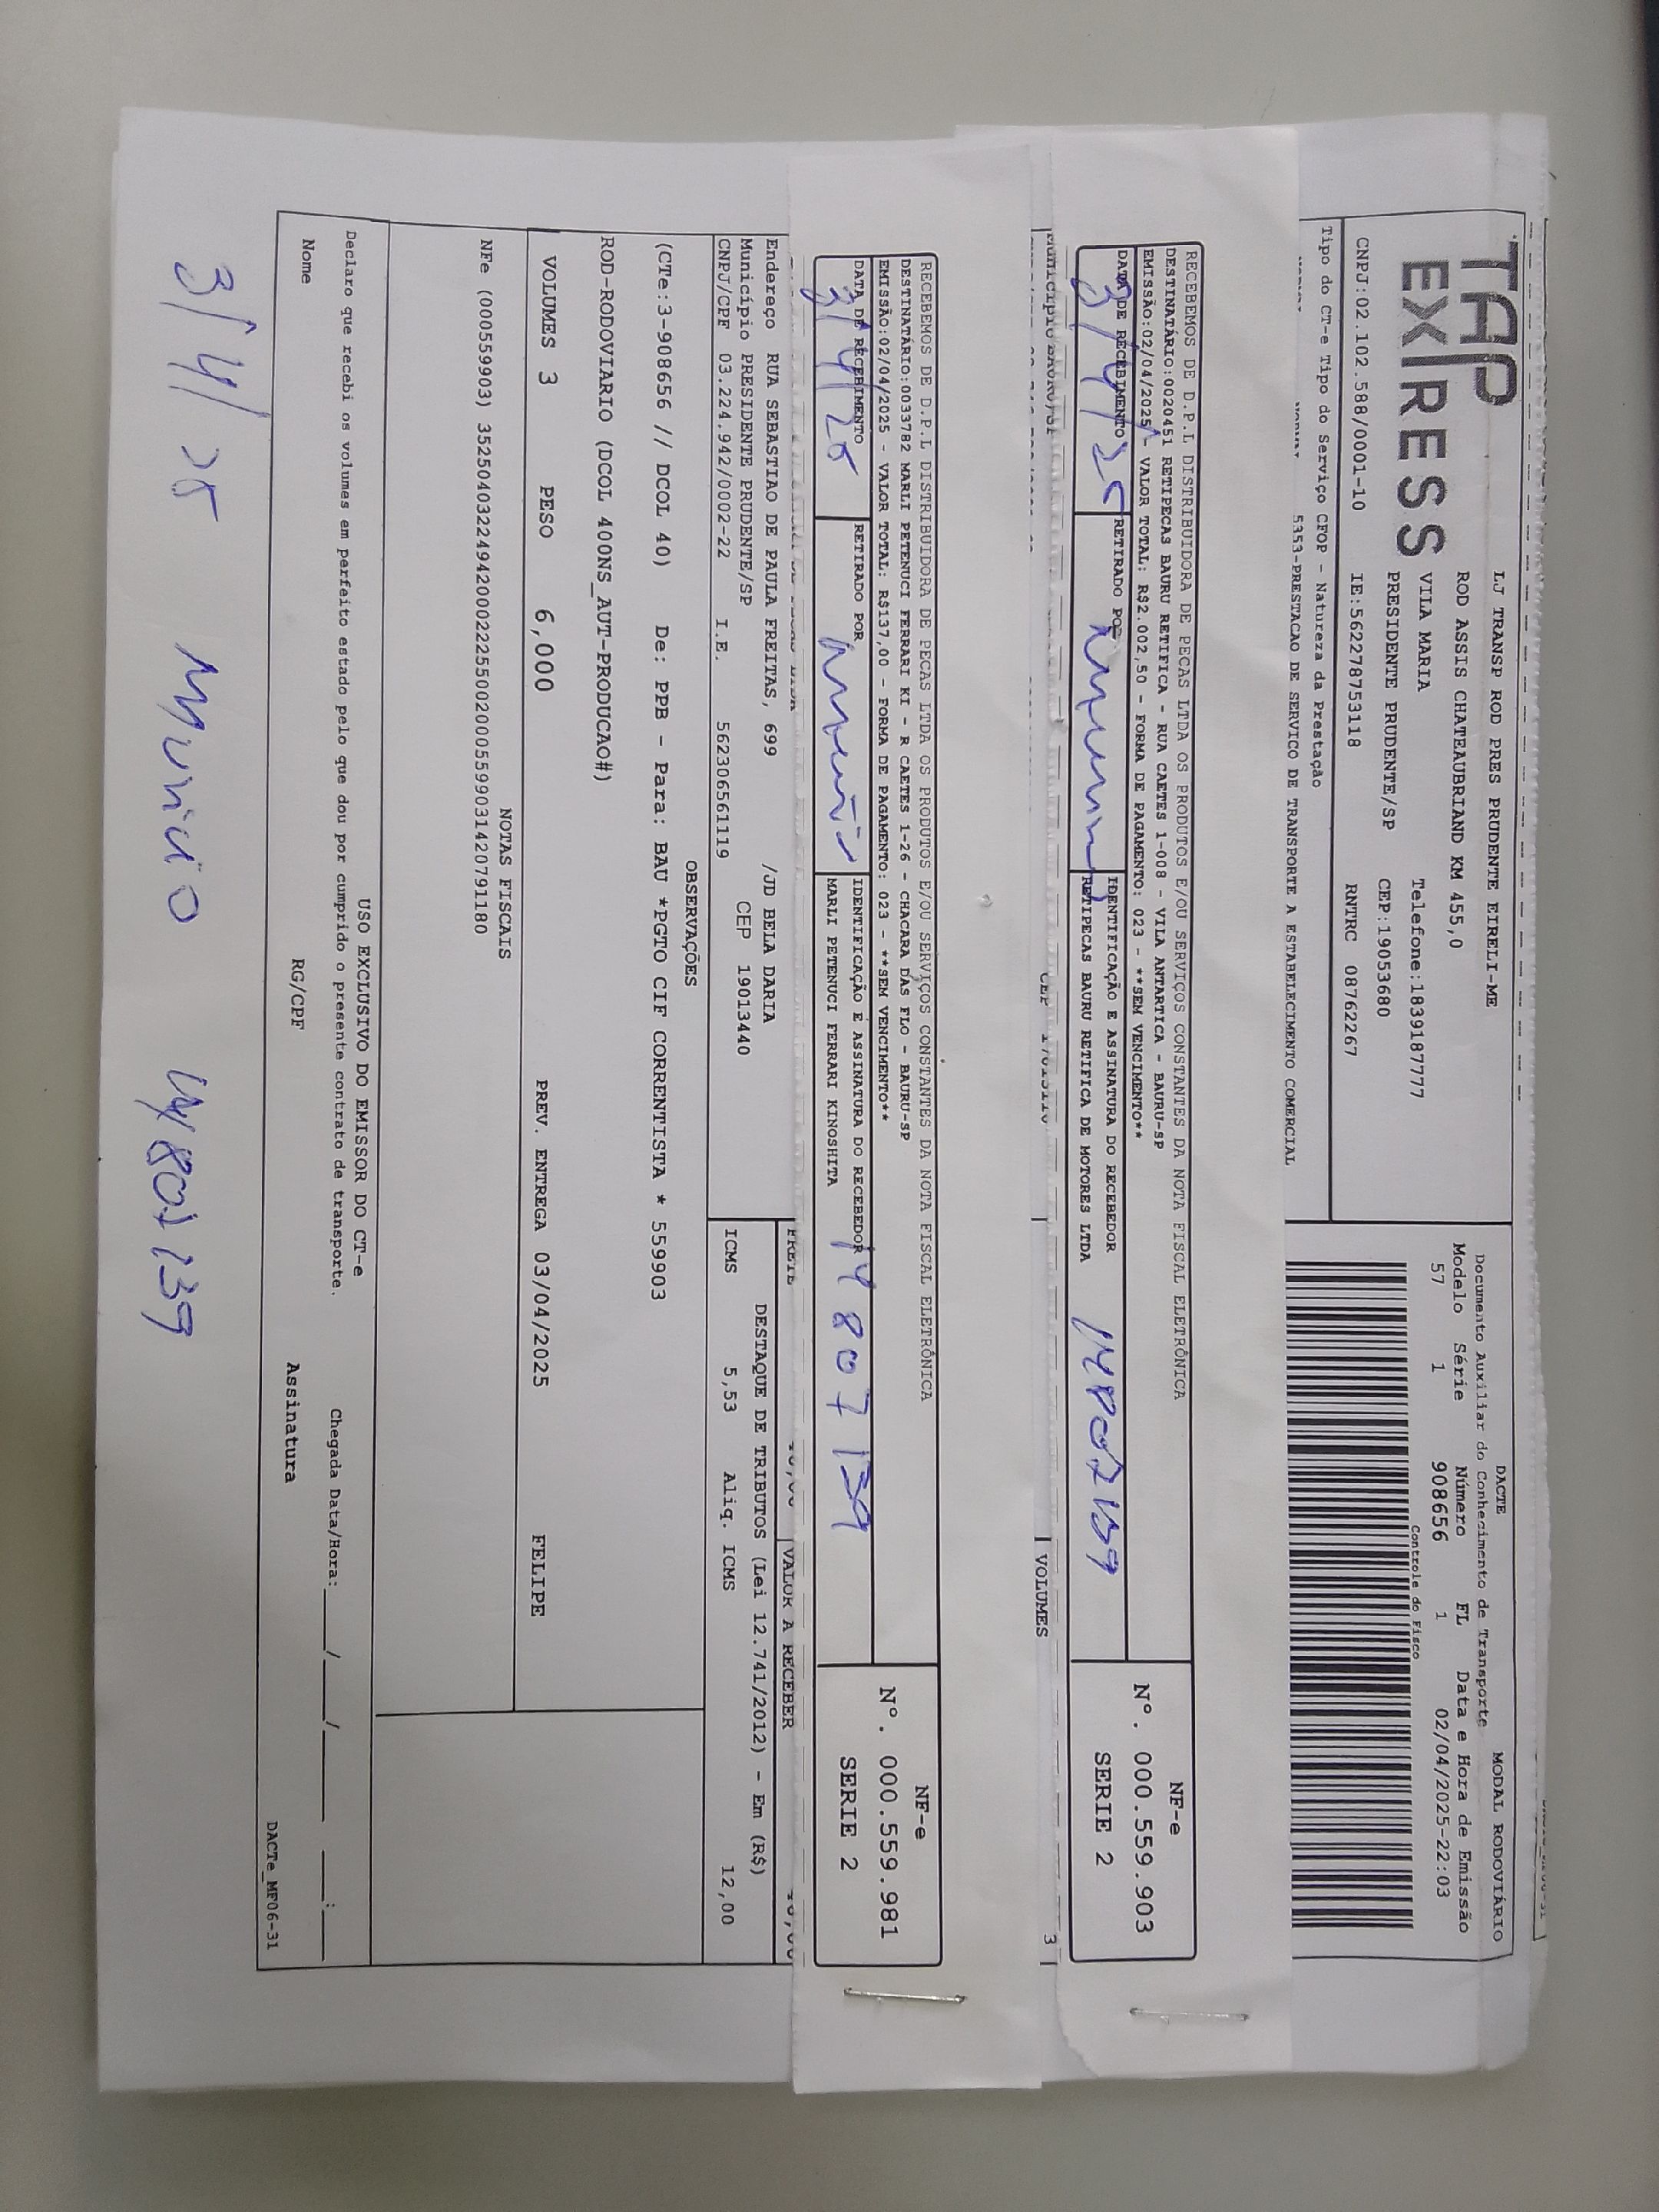 TAP
EXPRESS
LJ TRANSP ROD PRES PRUDENTE EIRELI-ME
ROD ASSIS CHATEAUBRIAND KM 455,0
VILA MARIA Telefone:1839187777
PRESIDENTE PRUDENTE/SP CEP:19053680
CNPJ:02.102.588/0001-10 IE:562278753118 RNTRC 08762267
DACTE MODAL RODOVIÁRIO
Documento Auxiliar do Conhecimento de Transporte
Modelo Série Número FL Data e Hora de Emissão
57 1 908656 1 02/04/2025-22:03
Controle do Fisco
Tipo do CT-e Tipo do Serviço CFOP - Natureza da Prestação
5353-PRESTACAO DE SERVICO DE TRANSPORTE A ESTABELECIMENTO COMERCIAL
RECEBEMOS DE D.P.L DISTRIBUIDORA DE PECAS LTDA OS PRODUTOS E/OU SERVIÇOS CONSTANTES DA NOTA FISCAL ELETRÔNICA
DESTINATÁRIO:0020451 RETIPECAS BAURU RETIFICA - RUA CAETES 1-008 - VILA ANTARTICA - BAURU-SP
EMISSÃO:02/04/2025 - VALOR TOTAL: R$2.002,50 - FORMA DE PAGAMENTO: 023 - **SEM VENCIMENTO**
DATA DE RECEBIMENTO RETIRADO POR IDENTIFICAÇÃO E ASSINATURA DO RECEBEDOR
RETIPECAS BAURU RETIFICA DE MOTORES LTDA
3/4/25 14807139
NF-e
Nº. 000.559.903
SERIE 2
VOLUMES
3
RECEBEMOS DE D.P.L DISTRIBUIDORA DE PECAS LTDA OS PRODUTOS E/OU SERVIÇOS CONSTANTES DA NOTA FISCAL ELETRÔNICA
DESTINATÁRIO:0033782 MARLI PETENUCI FERRARI KI - R CAETES 1-26 - CHACARA DAS FLO - BAURU-SP
EMISSÃO:02/04/2025 - VALOR TOTAL: R$137,00 - FORMA DE PAGAMENTO: 023 - **SEM VENCIMENTO**
DATA DE RECEBIMENTO RETIRADO POR IDENTIFICAÇÃO E ASSINATURA DO RECEBEDOR
MARLI PETENUCI FERRARI KINOSHITA
3/4/25 14807139
NF-e
Nº. 000.559.981
SERIE 2
FRETE VALOR A RECEBER
Endereço RUA SEBASTIAO DE PAULA FREITAS, 699 /JD BELA DARIA
Município PRESIDENTE PRUDENTE/SP CEP 19013440
CNPJ/CPF 03.224.942/0002-22 I.E. 562306561119
DESTAQUE DE TRIBUTOS (Lei 12.741/2012) - Em (R$)
ICMS 5,53 Aliq. ICMS 12,00
OBSERVAÇÕES
(CTe:3-908656 // DCOL 40) De: PPB - Para: BAU *PGTO CIF CORRENTISTA * 559903
ROD-RODOVIARIO (DCOL 400NS_AUT-PRODUCAO#)
VOLUMES 3 PESO 6,000 PREV. ENTREGA 03/04/2025 FELIPE
NOTAS FISCAIS
NFe (000559903) 35250403224942000222550020005599031420791180
USO EXCLUSIVO DO EMISSOR DO CT-e
Declaro que recebi os volumes em perfeito estado pelo que dou por cumprido o presente contrato de transporte. Chegada Data/Hora:____/____/____ ___:___
Nome RG/CPF Assinatura
DACTe_MF06-31
3/4/25 Muricio